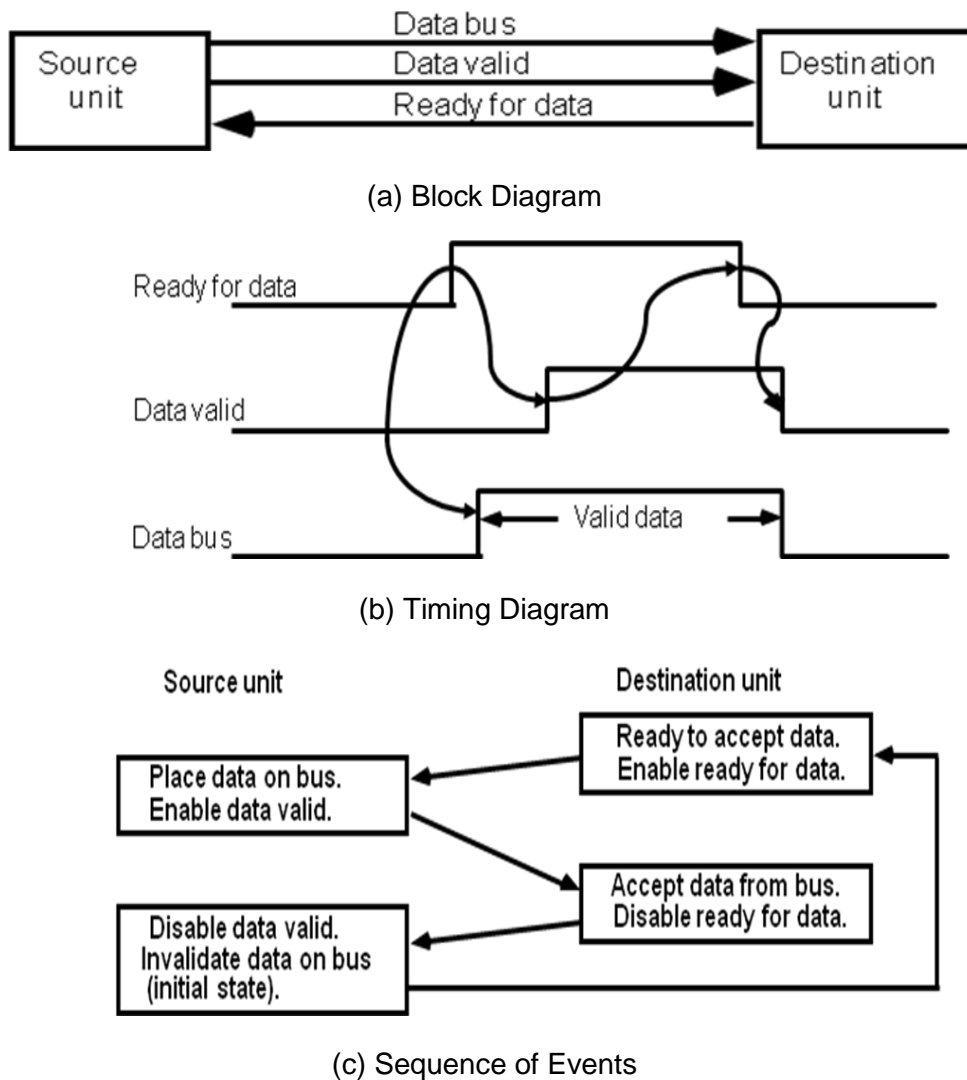 Data bus
Source
unit
Data valid
Destination
unit
Ready for data
(a) Block Diagram
Ready for data
Data valid
Valid data
Data bus
(b) Timing Diagram
Source unit
Destination unit
Ready to accept data.
Enable ready for data.
Place data on bus.
Enable data valid.
Accept data from bus.
Disable ready for data.
Disable data valid.
Invalidate data on bus
(initial state).
(c) Sequence of Events